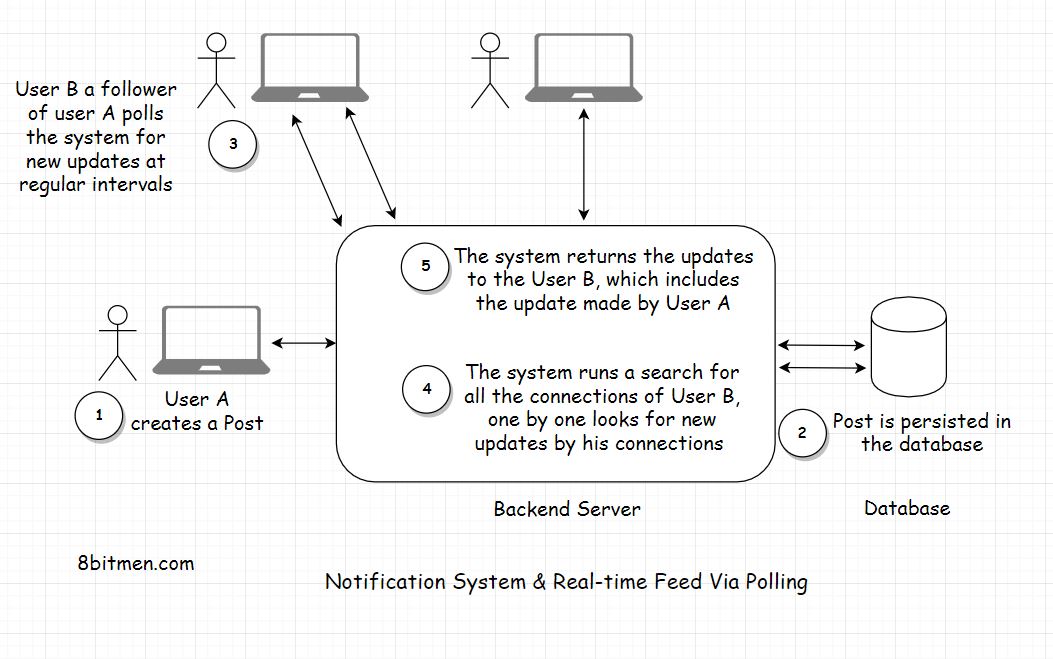 User B a follower
of user A polls
the system for
new updates at
regular intervals
3
5
The system returns the updates
to the User B, which includes
the update made by User A
4
The system runs a search for
all the connections of User B,
one by one looks for new
updates by his connections
1
User A
creates a Post
2
Post is persisted in
the database
Backend Server
Database
8bitmen.com
Notification System & Real-time Feed Via Polling